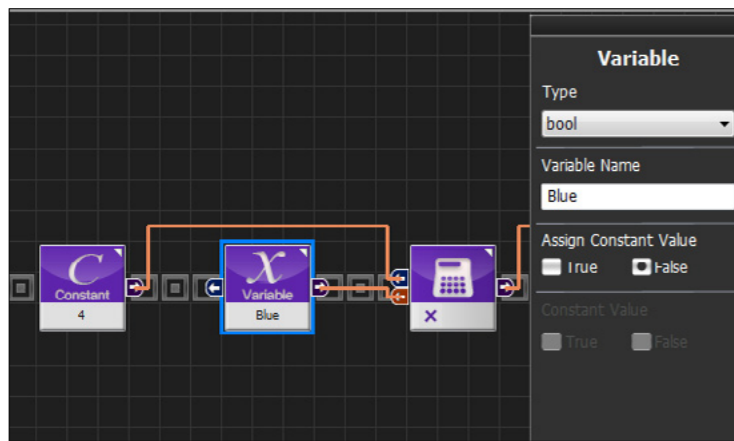 Variable
Type
bool
Variable Name
Blue
Assign Constant Value
True False
Constant Value
True False
C
Constant
4
X
Variable
Blue
×